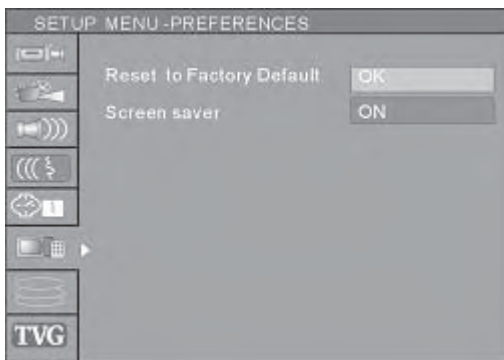 SETUP MENU -PREFERENCES
Reset to Factory Default OK
Screen saver ON
TVG